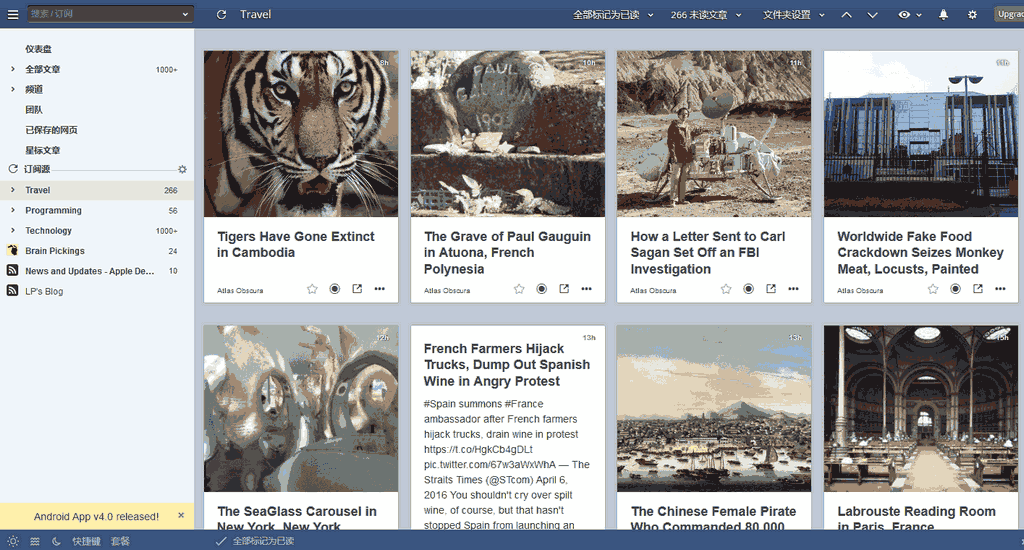 搜索 / 订阅
Travel
全部标记为已读
266 未读文章
文件夹设置
Upgrad
仪表盘
全部文章 1000+
频道
团队
已保存的网页
星标文章
订阅源
Travel 266
Programming 56
Technology 1000+
Brain Pickings 24
News and Updates - Apple De... 10
LP's Blog
Android App v4.0 released! ×
快捷键 套餐
8h
Tigers Have Gone Extinct
in Cambodia
Atlas Obscura
10h
PAUL
1903
The Grave of Paul Gauguin
in Atuona, French
Polynesia
Atlas Obscura
11h
How a Letter Sent to Carl
Sagan Set Off an FBI
Investigation
Atlas Obscura
11h
Worldwide Fake Food
Crackdown Seizes Monkey
Meat, Locusts, Painted
Atlas Obscura
12h
The SeaGlass Carousel in
New York, New York
13h
French Farmers Hijack
Trucks, Dump Out Spanish
Wine in Angry Protest
#Spain summons #France
ambassador after French farmers
hijack trucks, drain wine in protest
https://t.co/HgkCb4gDLt
pic.twitter.com/67w3aWxWhA — The
Straits Times (@STcom) April 6,
2016 You shouldn't cry over spilt
wine, of course, but that hasn't
stopped Spain from launching an
13h
The Chinese Female Pirate
Who Commanded 80,000
15h
Labrouste Reading Room
in Paris, France
全部标记为已读